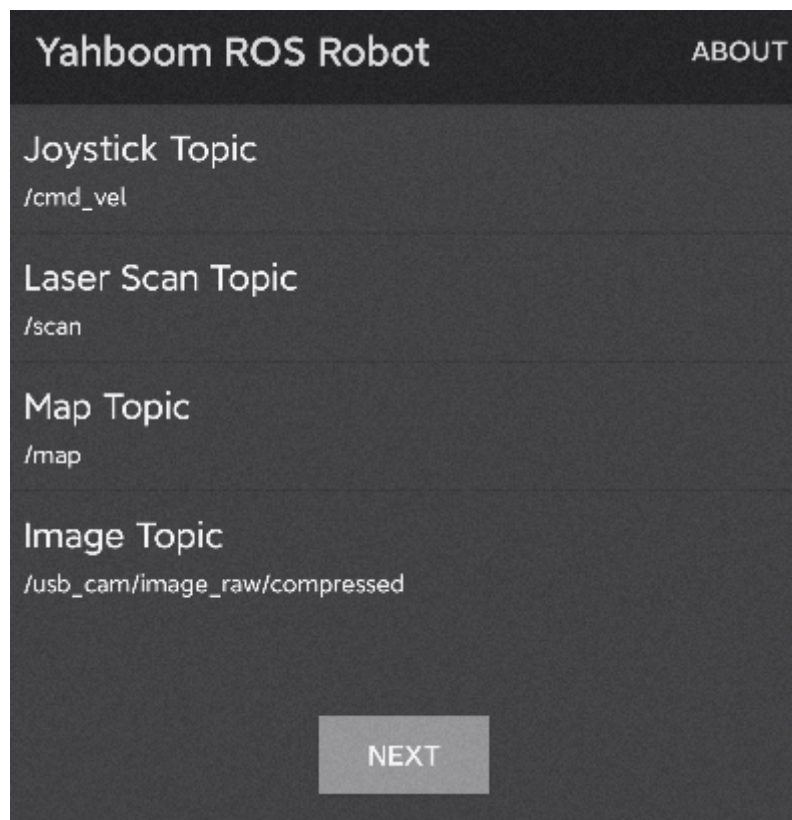 Yahboom ROS Robot ABOUT
Joystick Topic
/cmd_vel
Laser Scan Topic
/scan
Map Topic
/map
Image Topic
/usb_cam/image_raw/compressed
NEXT